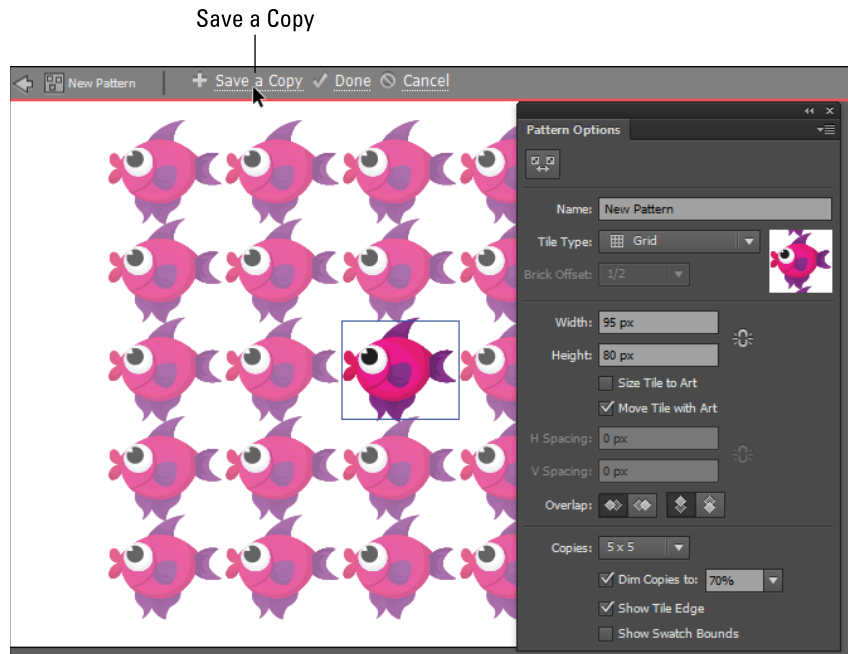 Save a Copy
New Pattern + Save a Copy Done Cancel
Pattern Options
Name: New Pattern
Tile Type: Grid
Brick Offset: 1/2
Width: 95 px
Height: 80 px
Size Tile to Art
Move Tile with Art
H Spacing: 0 px
V Spacing: 0 px
Overlap:
Copies: 5 x 5
Dim Copies to: 70%
Show Tile Edge
Show Swatch Bounds